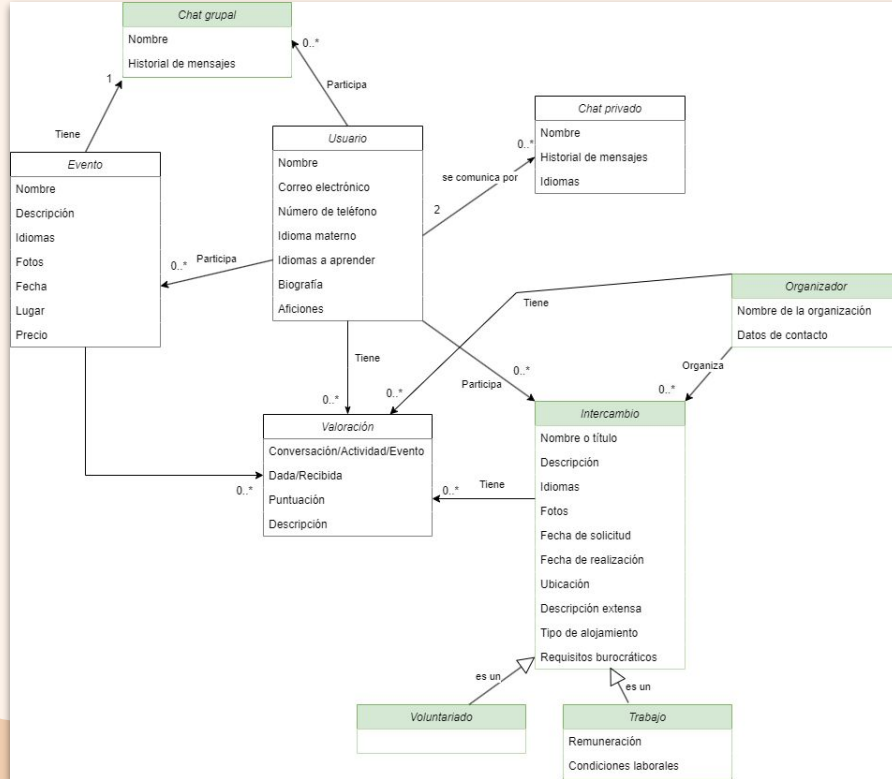 Chat grupal
Nombre
Historial de mensajes
0..*
1
Participa
Tiene
Chat privado
Nombre
Historial de mensajes
Idiomas
0..*
se comunica por
2
Usuario
Nombre
Correo electrónico
Número de teléfono
Idioma materno
Idiomas a aprender
Biografía
Aficiones
Evento
Nombre
Descripción
Idiomas
Fotos
Fecha
Lugar
Precio
0..*
Participa
Organizador
Nombre de la organización
Datos de contacto
Tiene
Organiza
0..*
Tiene
Participa
0..*
0..*
0..*
Valoración
Conversación/Actividad/Evento
Dada/Recibida
Puntuación
Descripción
0..*
0..*
Tiene
Intercambio
Nombre o título
Descripción
Idiomas
Fotos
Fecha de solicitud
Fecha de realización
Ubicación
Descripción extensa
Tipo de alojamiento
Requisitos burocráticos
es un
es un
Voluntariado
Trabajo
Remuneración
Condiciones laborales